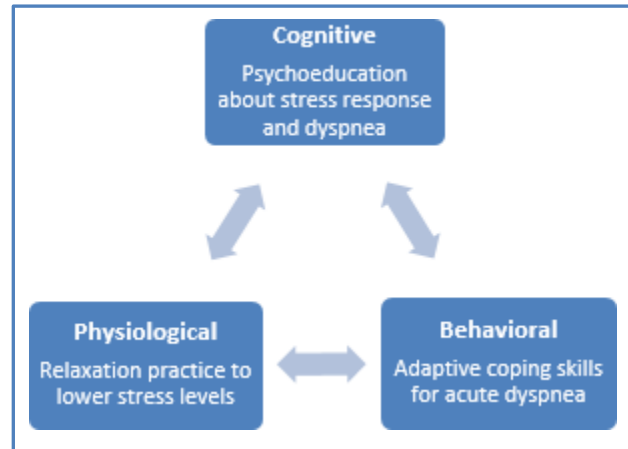 Cognitive
Psychoeducation
about stress response
and dyspnea
Physiological
Relaxation practice to
lower stress levels
Behavioral
Adaptive coping skills
for acute dyspnea